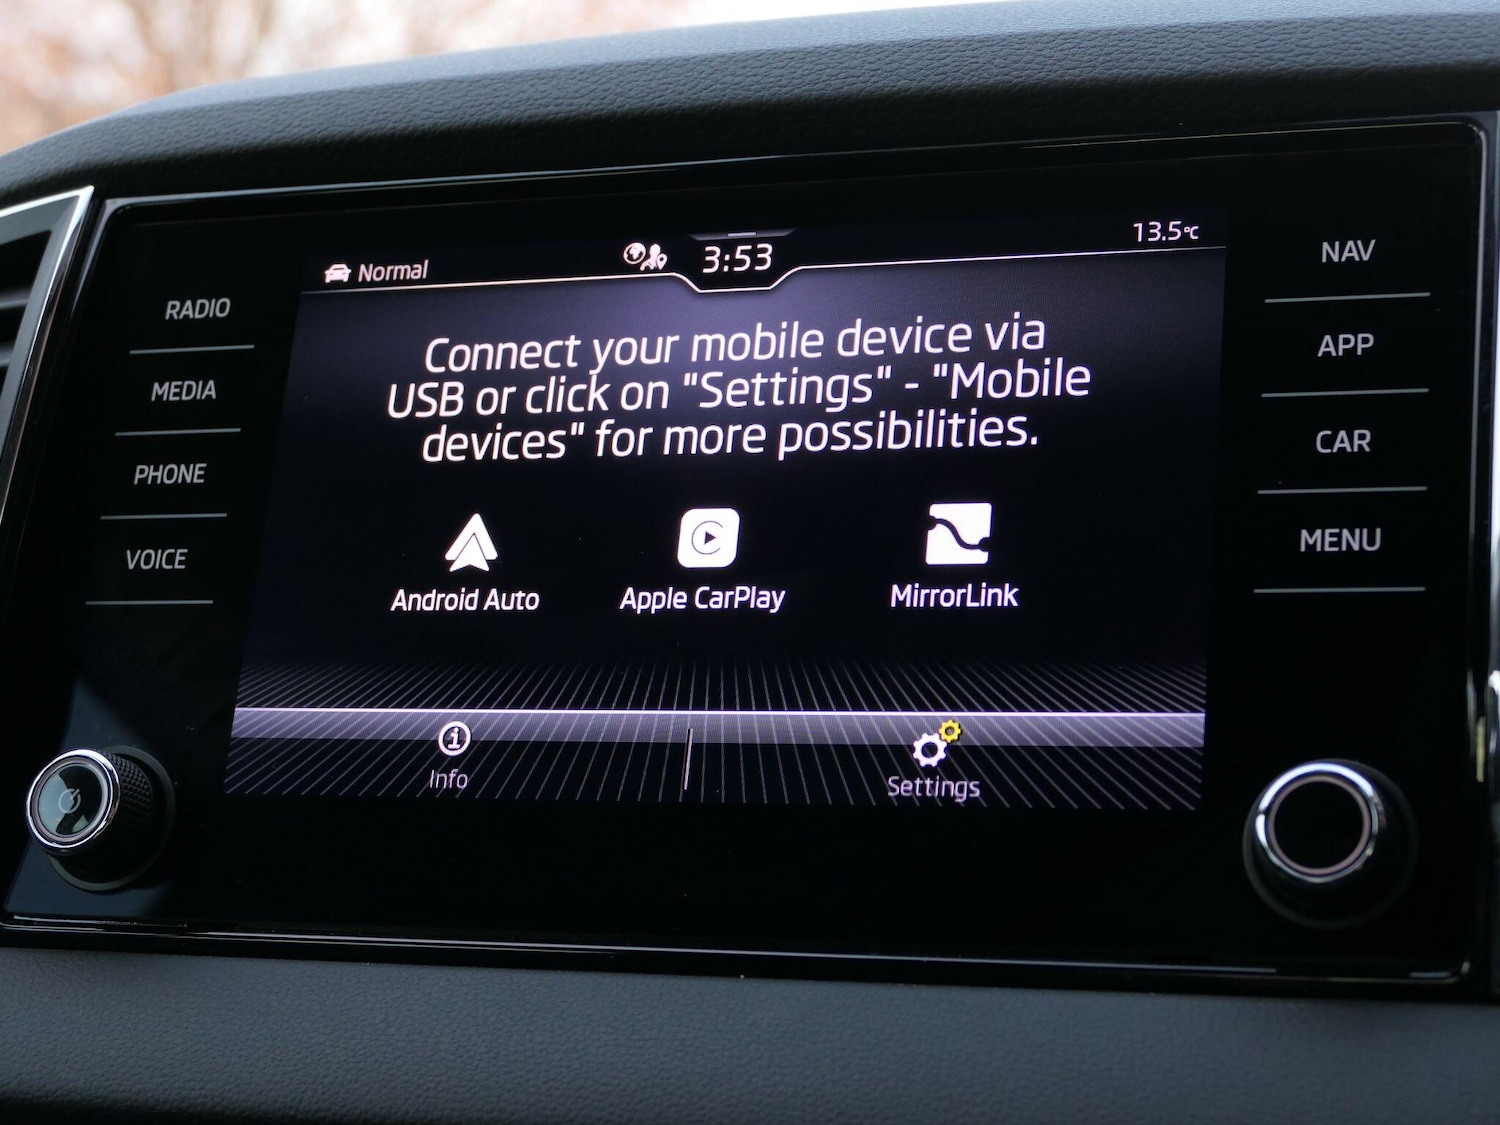 Normal
3:53
13.5°C
RADIO
MEDIA
PHONE
VOICE
Connect your mobile device via
USB or click on "Settings" - "Mobile
devices" for more possibilities.
Android Auto
Apple CarPlay
MirrorLink
Info
Settings
NAV
APP
CAR
MENU